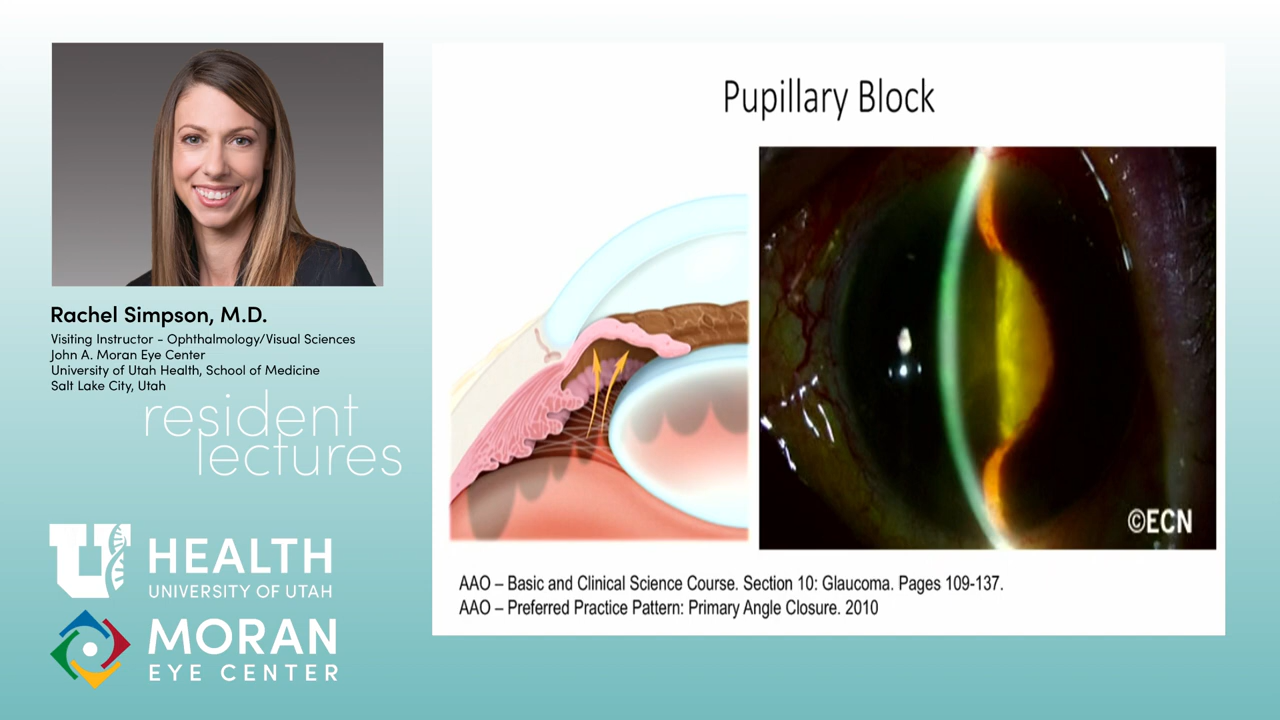 Rachel Simpson, M.D.
Visiting Instructor - Ophthalmology/Visual Sciences
John A. Moran Eye Center
University of Utah Health, School of Medicine
Salt Lake City, Utah
resident
lectures
U HEALTH
UNIVERSITY OF UTAH
MORAN
EYE CENTER
Pupillary Block
©ECN
AAO – Basic and Clinical Science Course. Section 10: Glaucoma. Pages 109-137.
AAO – Preferred Practice Pattern: Primary Angle Closure. 2010